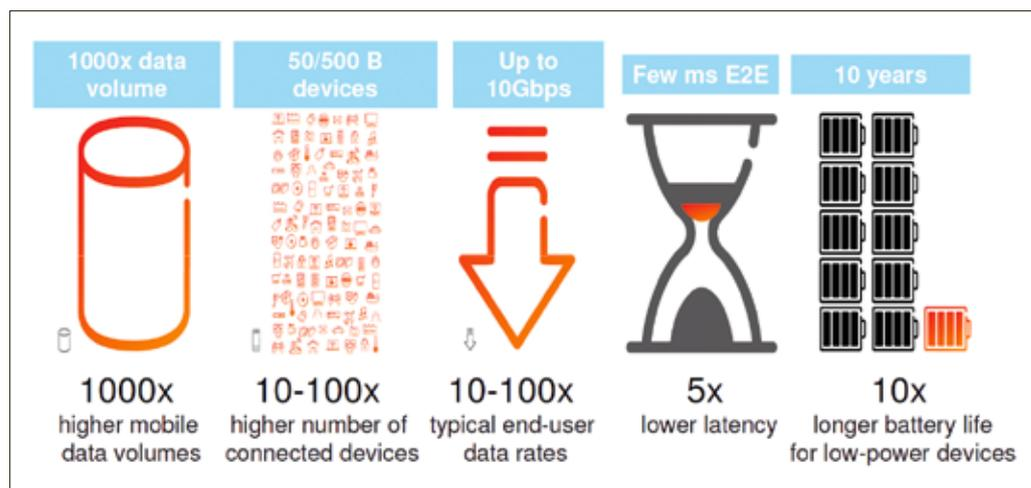 1000x data
volume
50/500 B
devices
Up to
10Gbps
Few ms E2E
10 years
1000x
higher mobile
data volumes
10-100x
higher number of
connected devices
10-100x
typical end-user
data rates
5x
lower latency
10x
longer battery life
for low-power devices